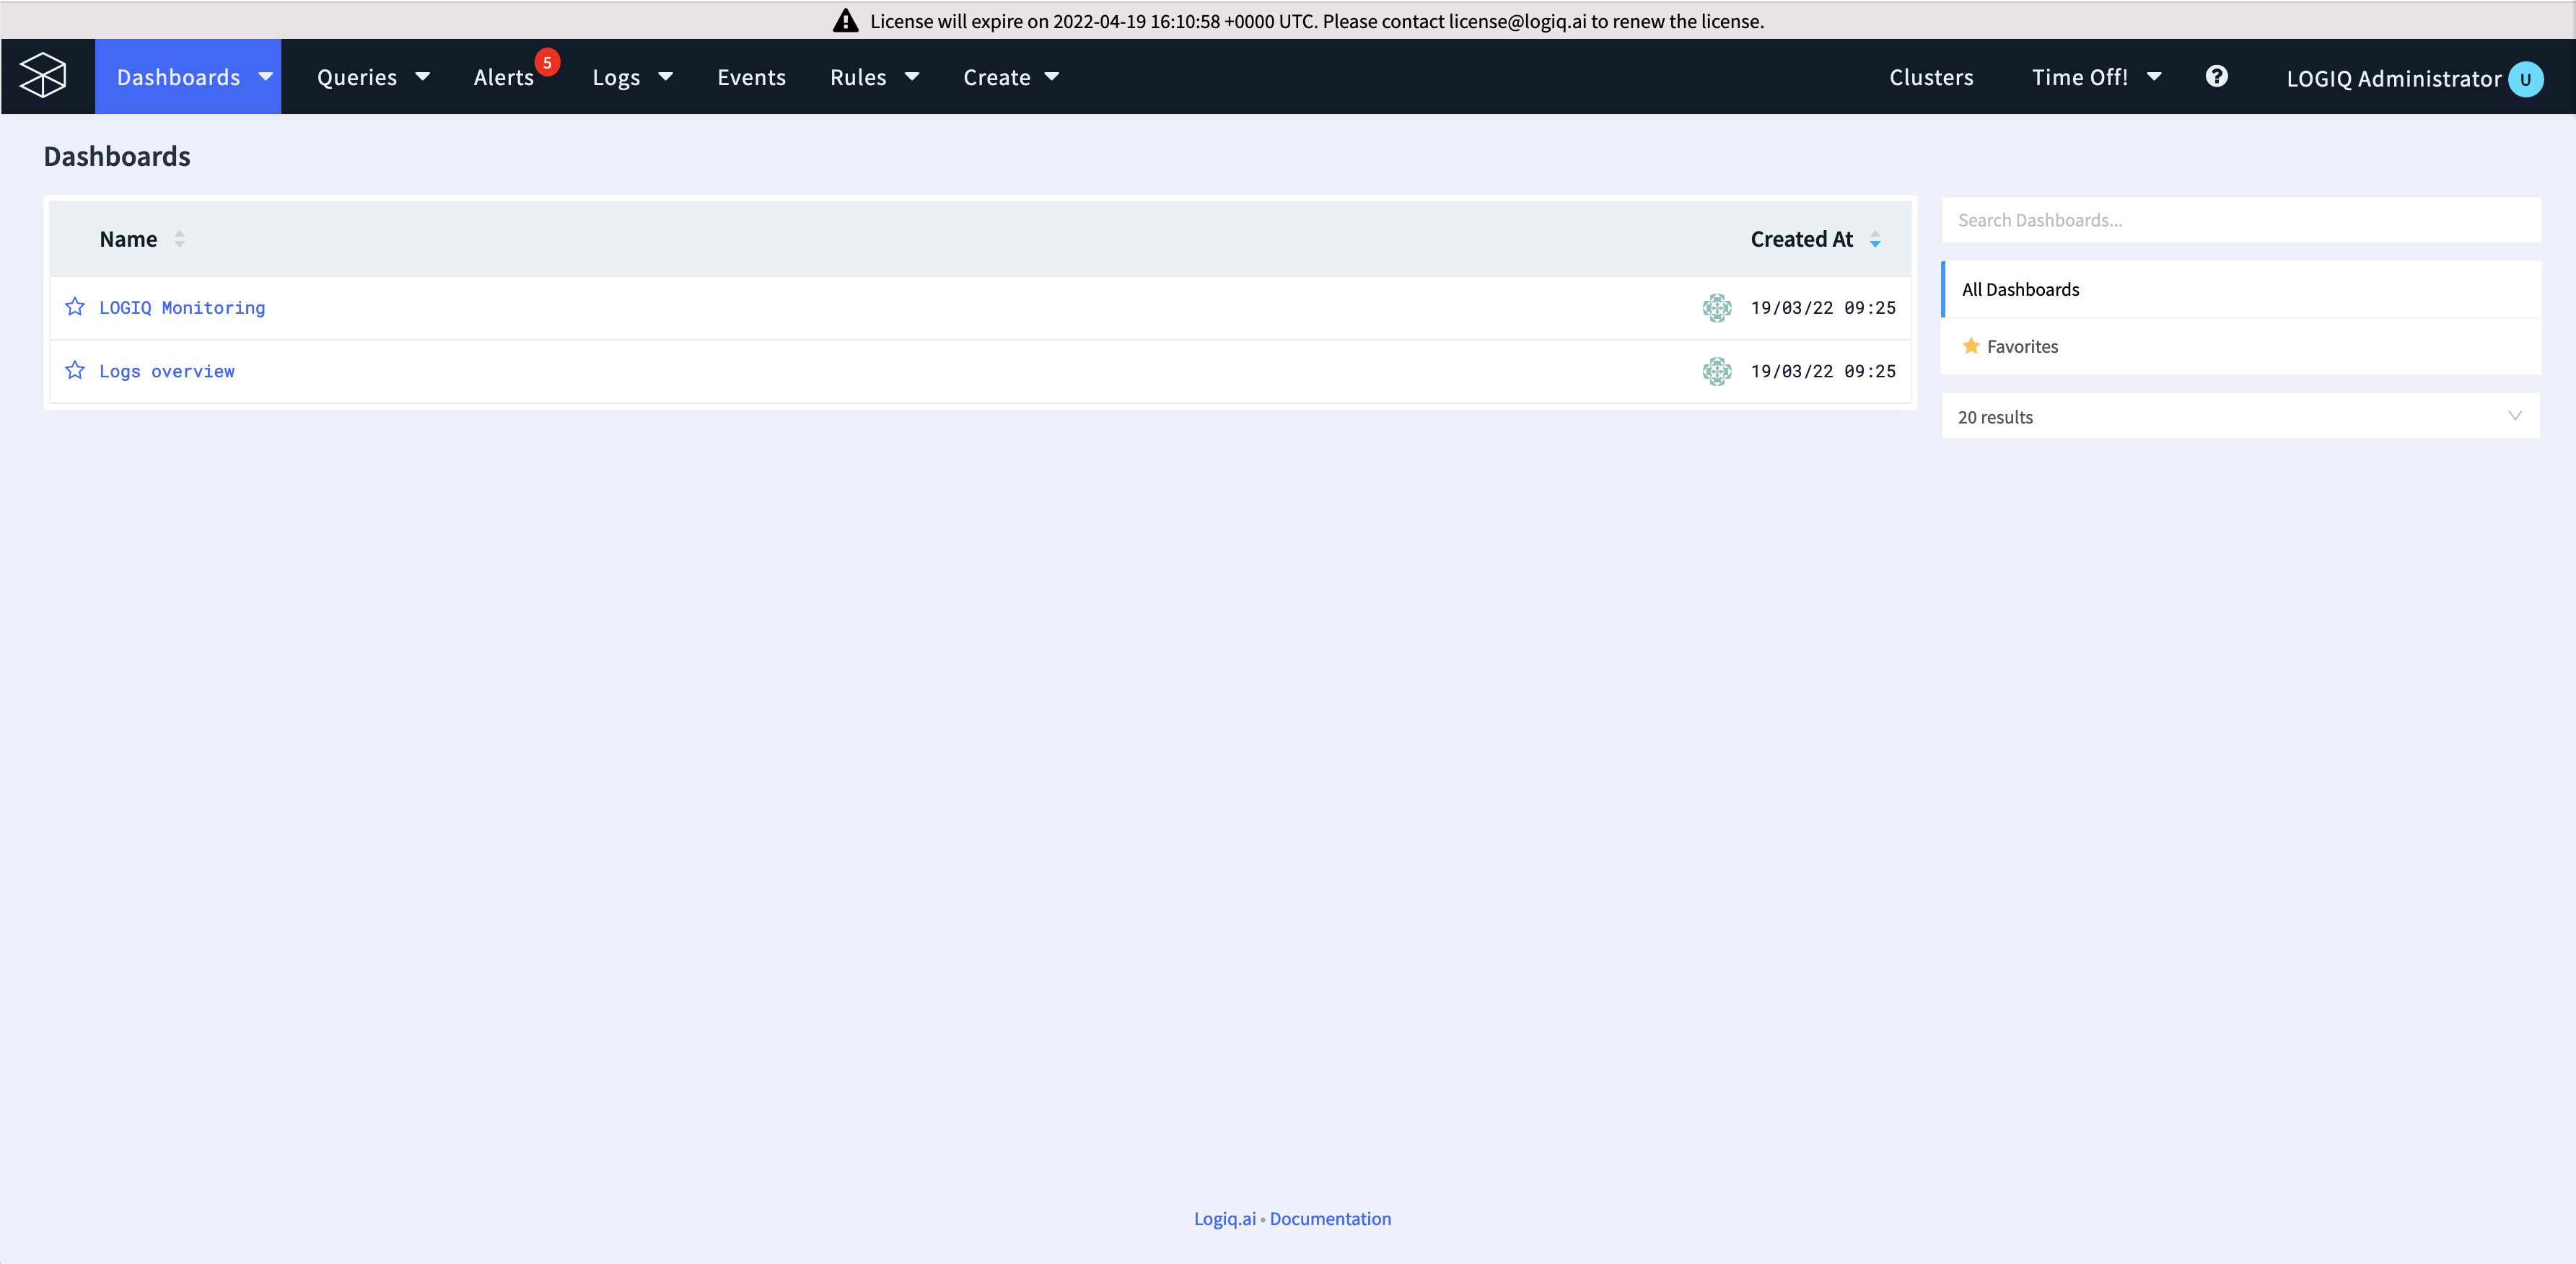 License will expire on 2022-04-19 16:10:58 +0000 UTC. Please contact license@logiq.ai to renew the license.
Dashboards Queries Alerts 5 Logs Events Rules Create Clusters Time Off! LOGIQ Administrator U
Dashboards
Name Created At
LOGIQ Monitoring 19/03/22 09:25
Logs overview 19/03/22 09:25
Search Dashboards...
All Dashboards
Favorites
20 results
Logiq.ai • Documentation